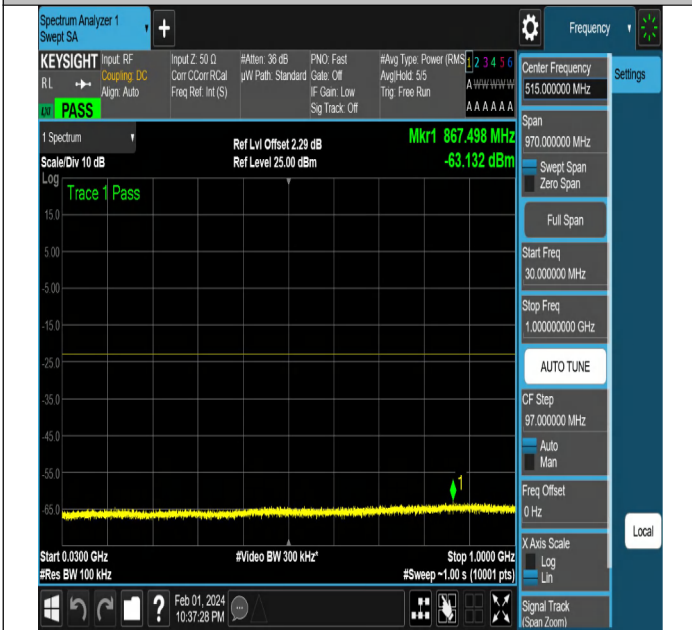 Spectrum Analyzer 1
Swept SA
+
Frequency
KEYSIGHT
RL
LXI PASS
Input: RF
Coupling: DC
Align: Auto
Input Z: 50 Ω
Corr CCorr RCal
Freq Ref: Int (S)
#Atten: 36 dB
µW Path: Standard
PNO: Fast
Gate: Off
IF Gain: Low
Sig Track: Off
#Avg Type: Power (RMS
Avg|Hold: 5/5
Trig: Free Run
1 2 3 4 5 6
A W W W W W
A A A A A A
1 Spectrum
Scale/Div 10 dB
Ref Lvl Offset 2.29 dB
Ref Level 25.00 dBm
Mkr1 867.498 MHz
-63.132 dBm
Log
Trace 1 Pass
15.0
5.00
-5.00
-15.0
-25.0
-35.0
-45.0
-55.0
-65.0
1
Start 0.0300 GHz
#Res BW 100 kHz
#Video BW 300 kHz*
Stop 1.0000 GHz
#Sweep ~1.00 s (10001 pts)
Center Frequency
515.000000 MHz
Settings
Span
970.000000 MHz
Swept Span
Zero Span
Full Span
Start Freq
30.000000 MHz
Stop Freq
1.000000000 GHz
AUTO TUNE
CF Step
97.000000 MHz
Auto
Man
Freq Offset
0 Hz
X Axis Scale
Log
Lin
Local
Signal Track
(Span Zoom)
?
Feb 01, 2024
10:37:28 PM